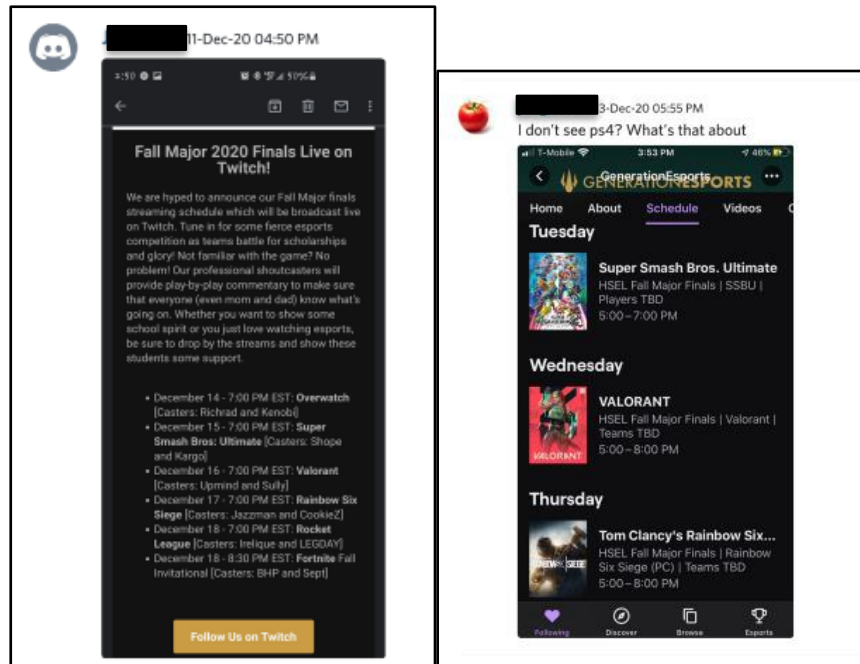 11-Dec-20 04:50 PM
Fall Major 2020 Finals Live on
Twitch!
We are hyped to announce our Fall Major finals
streaming schedule which will be broadcast live
on Twitch. Tune in for some fierce esports
competition as teams battle for scholarships
and glory! Not familiar with the game? No
problem! Our professional shoutcasters will
provide play-by-play commentary to make sure
that everyone (even mom and dad) know what's
going on. Whether you want to show some
school spirit or you just love watching esports,
be sure to drop by the streams and show these
students some support.
• December 14 - 7:00 PM EST: Overwatch
[Casters: Richrad and Kenobi]
• December 15 - 7:00 PM EST: Super
Smash Bros: Ultimate [Casters: Shope
and Kargo]
• December 16 - 7:00 PM EST: Valorant
[Casters: Upmind and Sully]
• December 17 - 7:00 PM EST: Rainbow Six
Siege [Casters: Jazzman and CookieZ]
• December 18 - 7:00 PM EST: Rocket
League [Casters: Irelique and LEGDAY]
• December 18 - 8:30 PM EST: Fortnite Fall
Invitational [Casters: BHP and Sept]
Follow Us on Twitch
3-Dec-20 05:55 PM
I don't see ps4? What's that about
T-Mobile 3:53 PM 46%
GenerationEsports
GENERATIONESPORTS
Home About Schedule Videos
Tuesday
Super Smash Bros. Ultimate
HSEL Fall Major Finals | SSBU |
Players TBD
5:00–7:00 PM
Wednesday
VALORANT
HSEL Fall Major Finals | Valorant |
Teams TBD
5:00–8:00 PM
VALORANT
Thursday
Tom Clancy's Rainbow Six...
HSEL Fall Major Finals | Rainbow
Six Siege (PC) | Teams TBD
5:00–8:00 PM
Following Discover Browse Esports